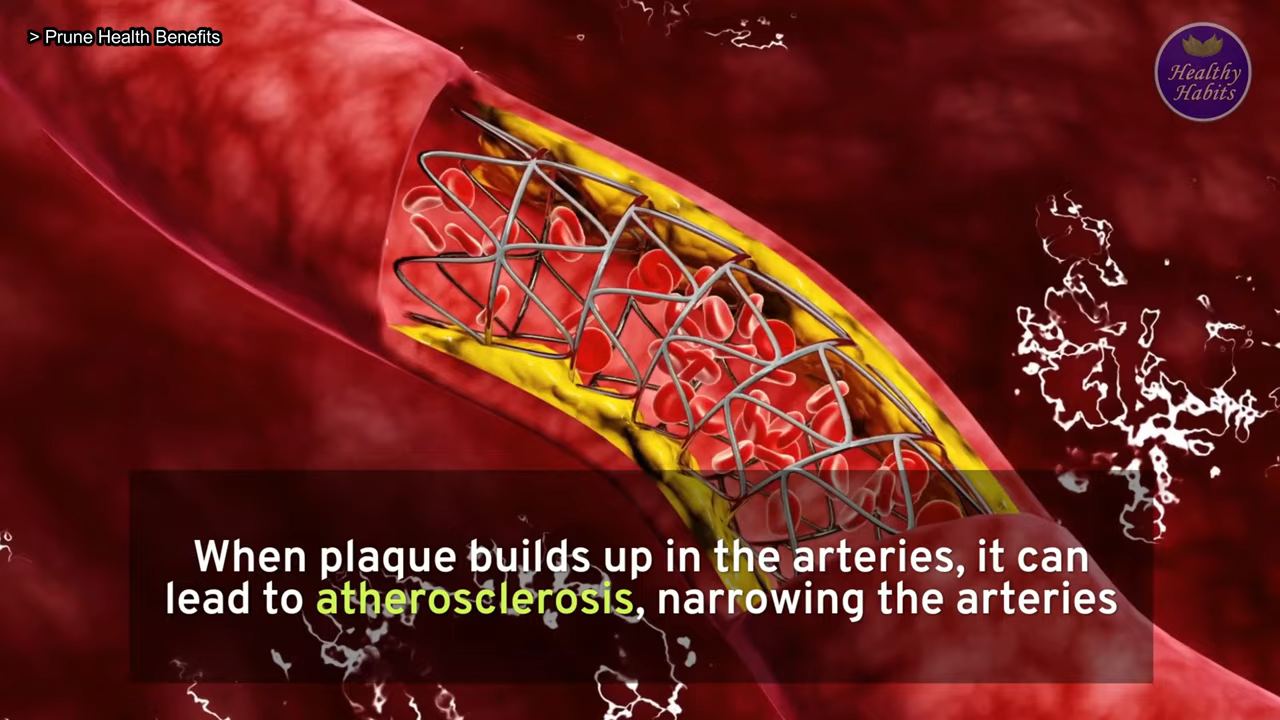 > Prune Health Benefits
Healthy
Habits
When plaque builds up in the arteries, it can
lead to atherosclerosis, narrowing the arteries